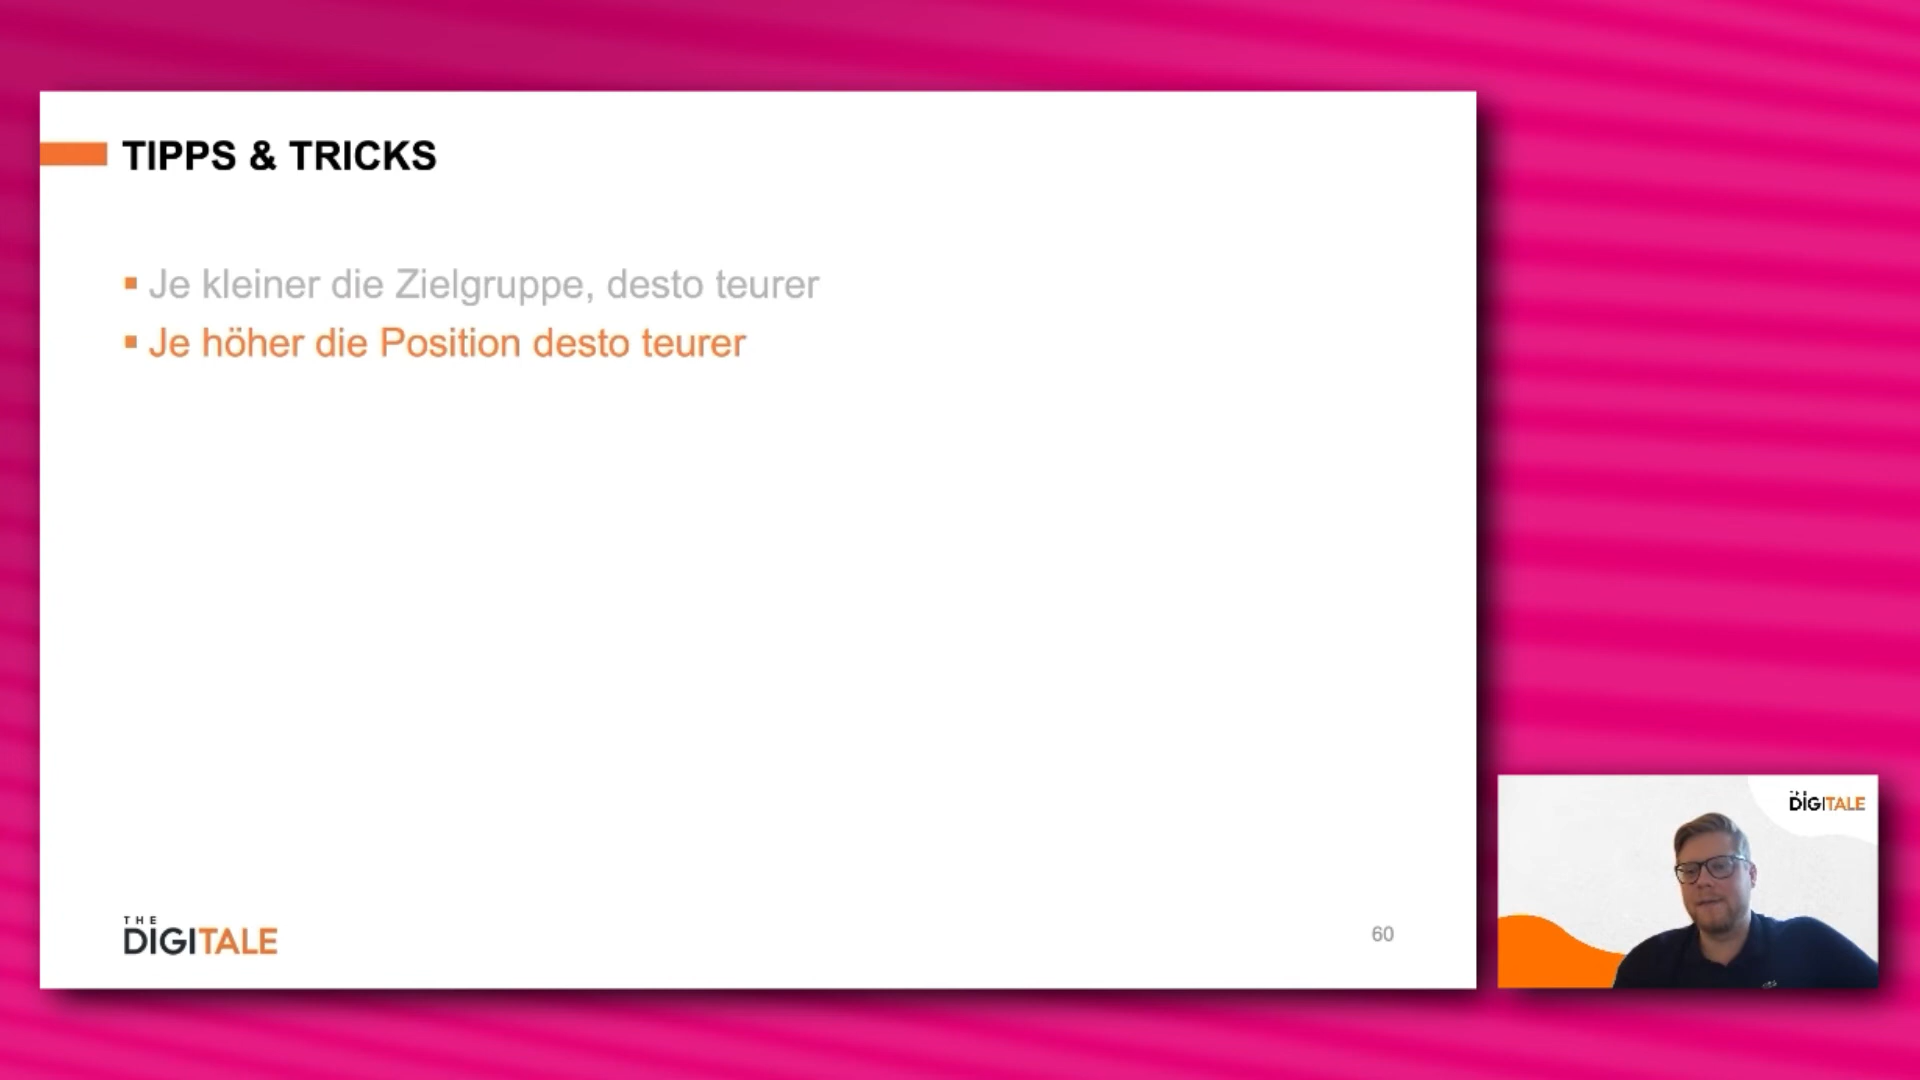 TIPPS & TRICKS
▪ Je kleiner die Zielgruppe, desto teurer
▪ Je höher die Position desto teurer
THE
DIGITALE
60
DIGITALE